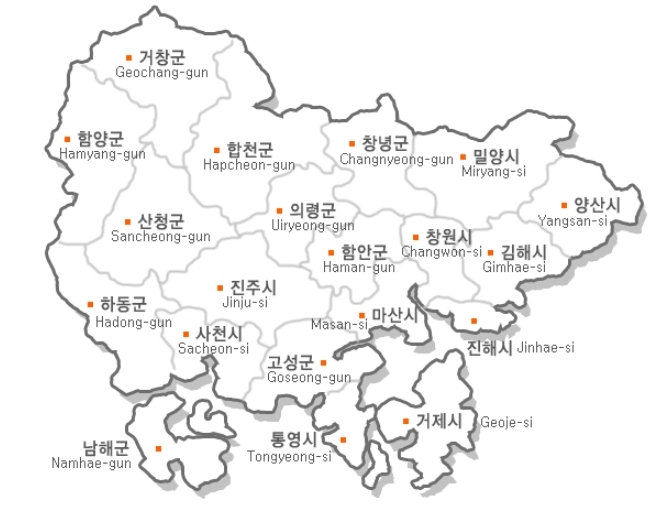 거창군
Geochang-gun
함양군
Hamyang-gun
합천군
Hapcheon-gun
창녕군
Changnyeong-gun
밀양시
Miryang-si
양산시
Yangsan-si
산청군
Sancheong-gun
의령군
Uiryeong-gun
함안군
Haman-gun
창원시
Changwon-si
김해시
Gimhae-si
하동군
Hadong-gun
진주시
Jinju-si
사천시
Sacheon-si
마산시
Masan-si
진해시 Jinhae-si
고성군
Goseong-gun
남해군
Namhae-gun
통영시
Tongyeong-si
거제시 Geoje-si